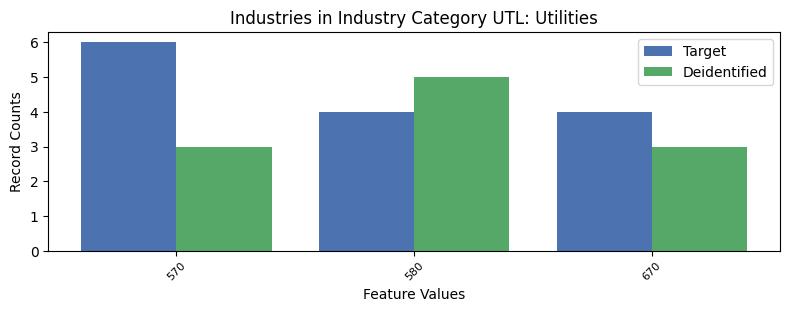 Industries in Industry Category UTL: Utilities
Target
Deidentified
Record Counts
6
5
4
3
2
1
0
570
580
670
Feature Values